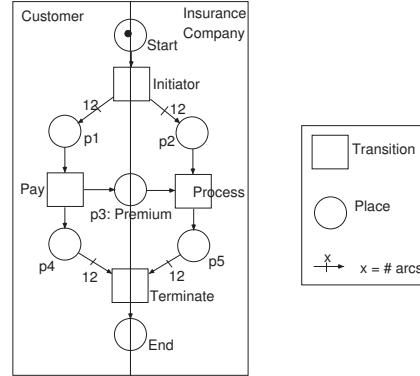 Customer
Insurance
Company
Start
Initiator
12
12
p1
p2
Pay
Process
p3: Premium
p4
p5
12
12
Terminate
End
Transition
Place
x
x = # arcs